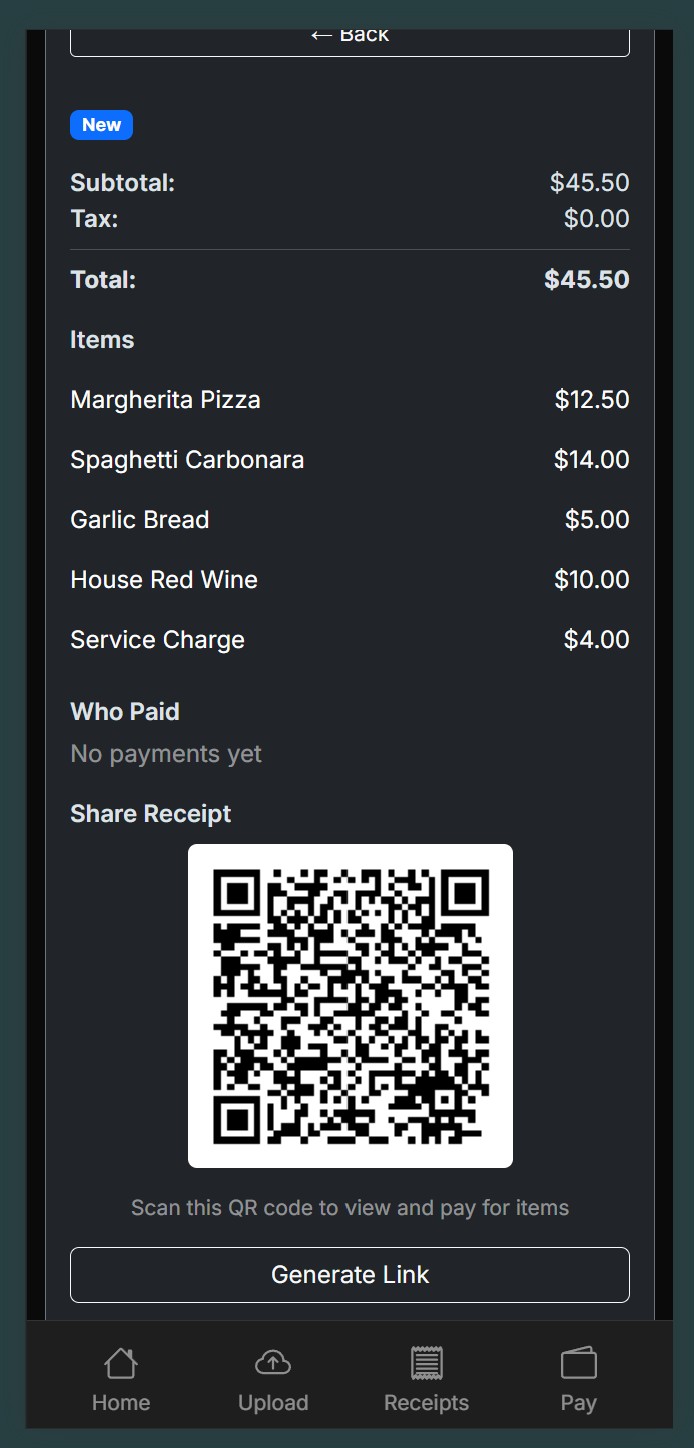 ← Back
New
Subtotal: $45.50
Tax: $0.00
Total: $45.50
Items
Margherita Pizza $12.50
Spaghetti Carbonara $14.00
Garlic Bread $5.00
House Red Wine $10.00
Service Charge $4.00
Who Paid
No payments yet
Share Receipt
Scan this QR code to view and pay for items
Generate Link
Home Upload Receipts Pay